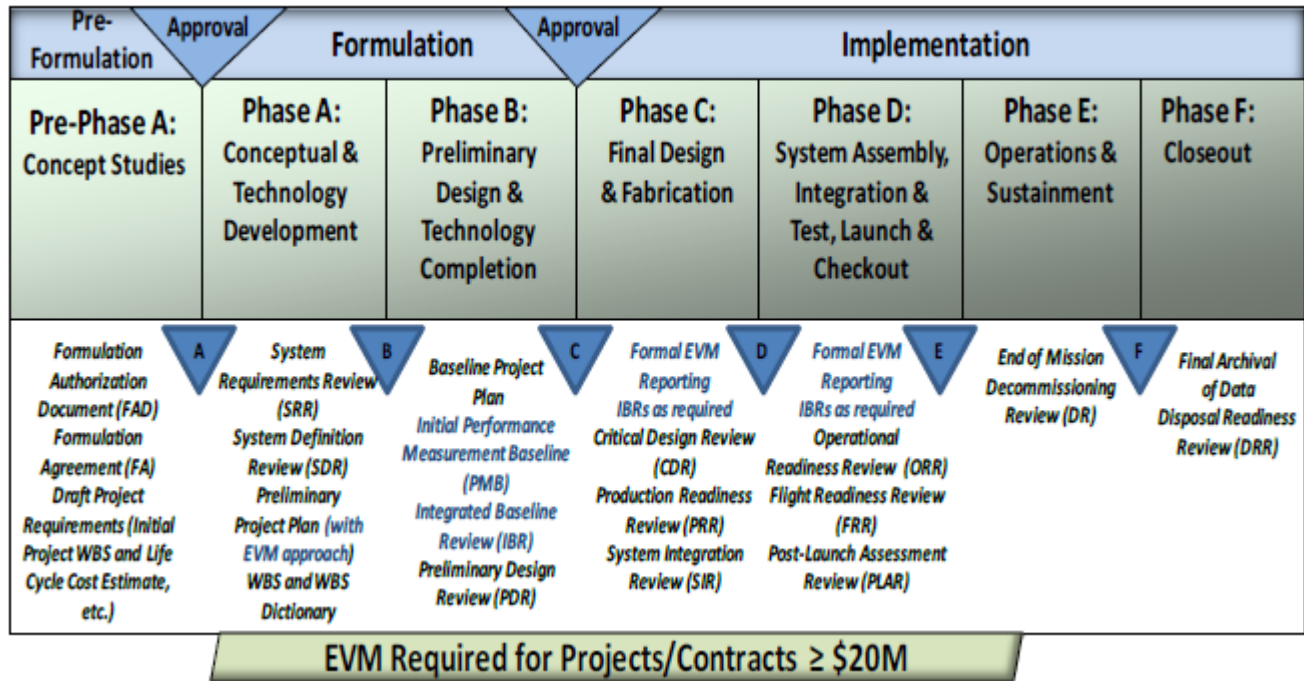 Pre-
Formulation
Approval
Formulation
Approval
Implementation
Pre-Phase A:
Concept Studies
Phase A:
Conceptual &
Technology
Development
Phase B:
Preliminary
Design &
Technology
Completion
Phase C:
Final Design
& Fabrication
Phase D:
System Assembly,
Integration &
Test, Launch &
Checkout
Phase E:
Operations &
Sustainment
Phase F:
Closeout
Formulation
Authorization
Document (FAD)
Formulation
Agreement (FA)
Draft Project
Requirements (Initial
Project WBS and Life
Cycle Cost Estimate,
etc.)
A
System
Requirements Review
(SRR)
System Definition
Review (SDR)
Preliminary
Project Plan (with
EVM approach)
WBS and WBS
Dictionary
B
Baseline Project
Plan
Initial Performance
Measurement Baseline
(PMB)
Integrated Baseline
Review (IBR)
Preliminary Design
Review (PDR)
C
Formal EVM
Reporting
IBRs as required
Critical Design Review
(CDR)
Production Readiness
Review (PRR)
System Integration
Review (SIR)
D
Formal EVM
Reporting
IBRs as required
Operational
Readiness Review (ORR)
Flight Readiness Review
(FRR)
Post-Launch Assessment
Review (PLAR)
E
End of Mission
Decommissioning
Review (DR)
F
Final Archival
of Data
Disposal Readiness
Review (DRR)
EVM Required for Projects/Contracts ≥ $20M